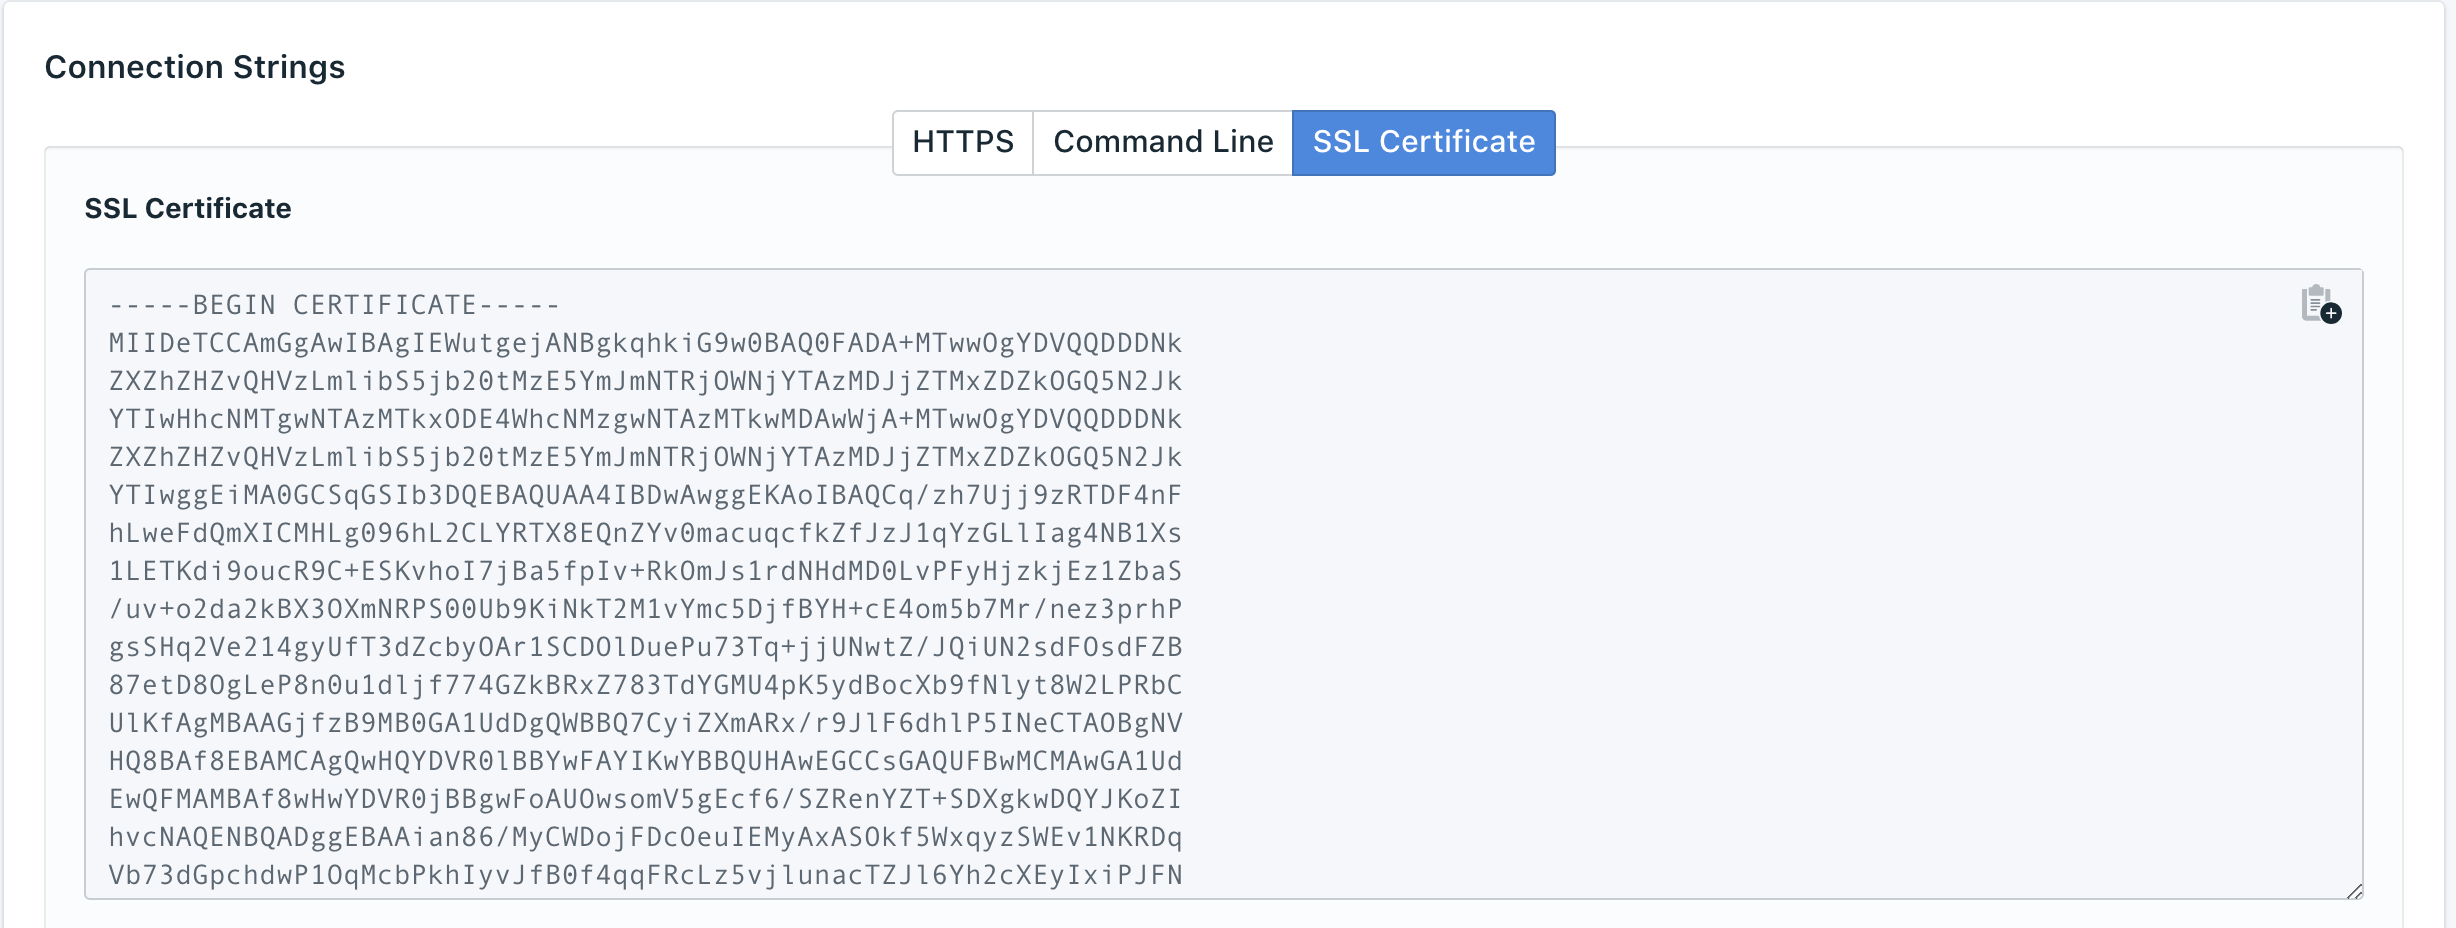 Connection Strings
HTTPS
Command Line
SSL Certificate
SSL Certificate
-----BEGIN CERTIFICATE-----
MIIDeTCCAmGgAwIBAgIEWutgejANBgkqhkiG9w0BAQ0FADA+MTwwOgYDVQQDDDNk
ZXZhZHZvQHVzLmlibS5jb20tMzE5YmJmNTRjOWNjYTAzMDJjZTMxZDZkOGQ5N2Jk
YTIwHhcNMTgwNTAzMTkxODE4WhcNMzgwNTAzMTkwMDAwWjA+MTwwOgYDVQQDDDNk
ZXZhZHZvQHVzLmlibS5jb20tMzE5YmJmNTRjOWNjYTAzMDJjZTMxZDZkOGQ5N2Jk
YTIwggEiMA0GCSqGSIb3DQEBAQUAA4IBDwAwggEKAoIBAQCq/zh7Ujj9zRTDF4nF
hLweFdQmXICMHLg096hL2CLYRTX8EQnZYv0macuqcfkZfJzJ1qYzGLlIag4NB1Xs
1LETKdi9oucR9C+ESKvhoI7jBa5fpIv+RkOmJs1rdNHdMD0LvPFyHjzkjEz1ZbaS
/uv+o2da2kBX3OXmNRPS00Ub9KiNkT2M1vYmc5DjfBYH+cE4om5b7Mr/nez3prhP
gsSHq2Ve214gyUfT3dZcbyOAr1SCDOlDuePu73Tq+jjUNwtZ/JQiUN2sdFOsdFZB
87etD8OgLeP8n0u1dljf774GZkBRxZ783TdYGMU4pK5ydBocXb9fNlyt8W2LPRbC
UlKfAgMBAAGjfzB9MB0GA1UdDgQWBBQ7CyiZXmARx/r9JlF6dhlP5INeCTAOBgNV
HQ8BAf8EBAMCAgQwHQYDVR0lBBYwFAYIKwYBBQUHAwEGCCsGAQUFBwMCMAwGA1Ud
EwQFMAMBAf8wHwYDVR0jBBgwFoAUOwsomV5gEcf6/SZRenYZT+SDXgkwDQYJKoZI
hvcNAQENBQADggEBAAian86/MyCWDojFDcOeuIEMyAxASOkf5WxqyzSWEv1NKRDq
Vb73dGpchdwP1OqMcbPkhIyvJfB0f4qqFRcLz5vjlunacTZJl6Yh2cXEyIxiPJFN